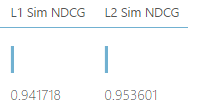 L1 Sim NDCG L2 Sim NDCG
0.941718 0.953601